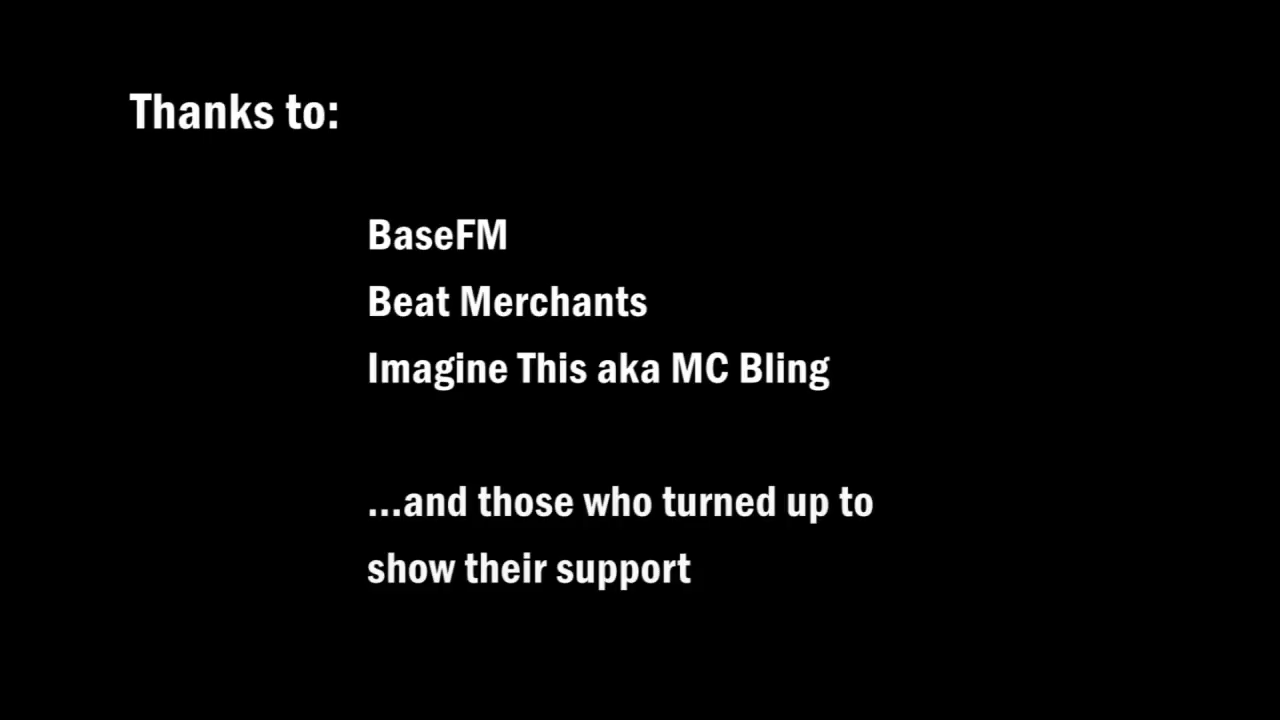 Thanks to:
BaseFM
Beat Merchants
Imagine This aka MC Bling
...and those who turned up to
show their support